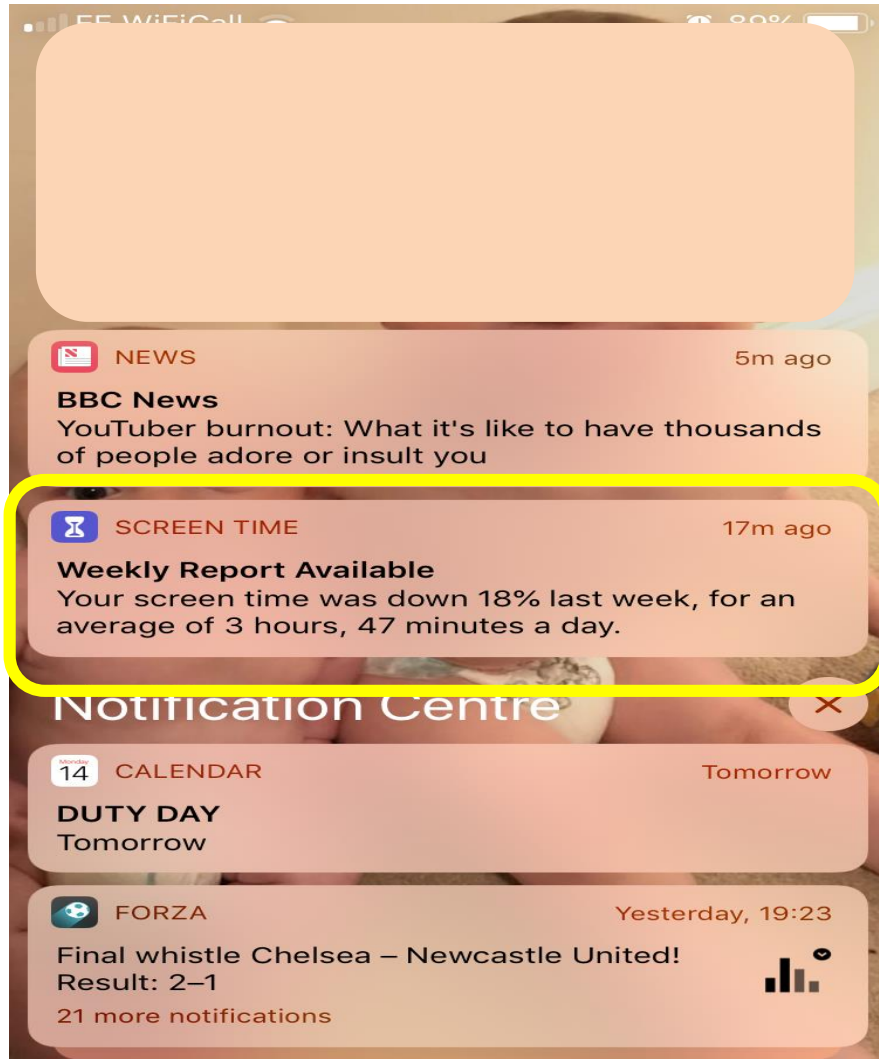 EE WiFiCall 89%
NEWS 5m ago
BBC News
YouTuber burnout: What it's like to have thousands
of people adore or insult you
SCREEN TIME 17m ago
Weekly Report Available
Your screen time was down 18% last week, for an
average of 3 hours, 47 minutes a day.
Notification Centre
Monday
14 CALENDAR Tomorrow
DUTY DAY
Tomorrow
FORZA Yesterday, 19:23
Final whistle Chelsea – Newcastle United!
Result: 2–1
21 more notifications